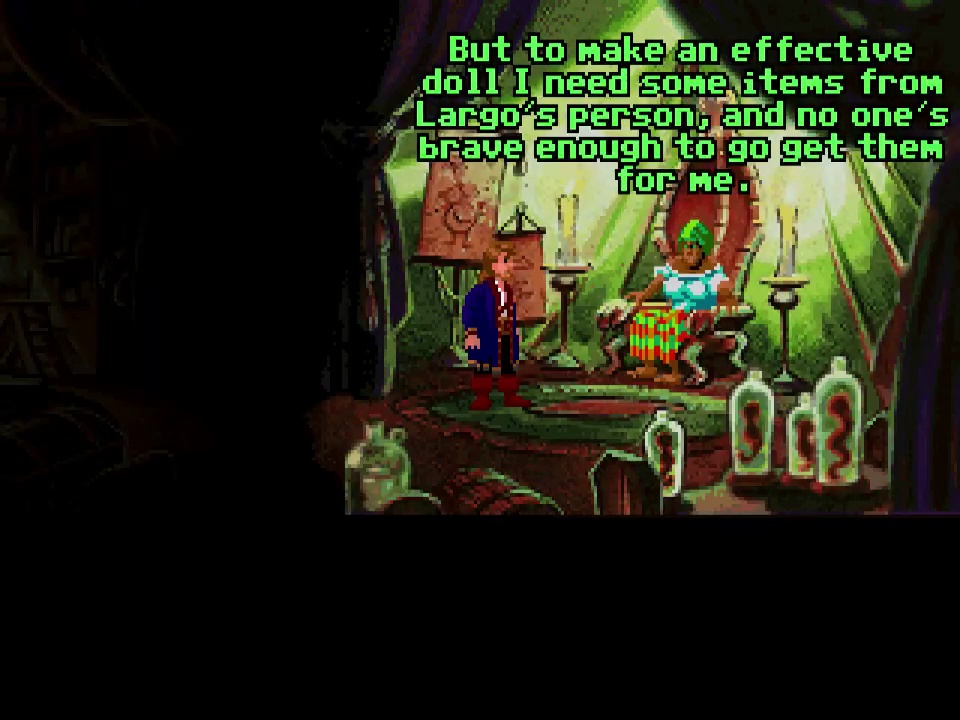 But to make an effective
doll I need some items from
Largo's person, and no one's
brave enough to go get them
for me.